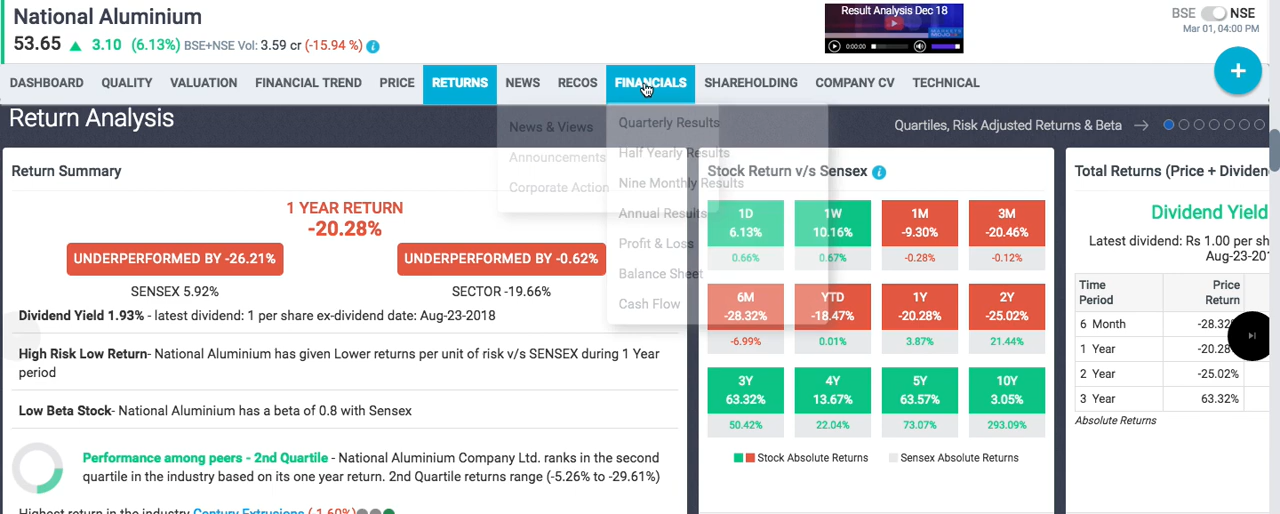 National Aluminium
53.65 ▲ 3.10 (6.13%) BSE+NSE Vol: 3.59 cr (-15.94 %)
Result Analysis Dec 18
0:00:00
BSE NSE
Mar 01, 04:00 PM
DASHBOARD QUALITY VALUATION FINANCIAL TREND PRICE RETURNS NEWS RECOS FINANCIALS SHAREHOLDING COMPANY CV TECHNICAL
+
Return Analysis
Quartiles, Risk Adjusted Returns & Beta →
News & Views
Announcements
Corporate Action
Quarterly Results
Half Yearly Results
Nine Monthly Results
Annual Results
Profit & Loss
Balance Sheet
Cash Flow
Return Summary
1 YEAR RETURN
-20.28%
UNDERPERFORMED BY -26.21% UNDERPERFORMED BY -0.62%
SENSEX 5.92% SECTOR -19.66%
Dividend Yield 1.93% - latest dividend: 1 per share ex-dividend date: Aug-23-2018
High Risk Low Return- National Aluminium has given Lower returns per unit of risk v/s SENSEX during 1 Year
period
Low Beta Stock- National Aluminium has a beta of 0.8 with Sensex
Performance among peers - 2nd Quartile - National Aluminium Company Ltd. ranks in the second
quartile in the industry based on its one year return. 2nd Quartile returns range (-5.26% to -29.61%)
Highest return in the industry Century Extrusions (-1.60%)
Stock Return v/s Sensex
1D 1W 1M 3M
6.13% 10.16% -9.30% -20.46%
0.66% 0.67% -0.28% -0.12%
6M YTD 1Y 2Y
-28.32% -18.47% -20.28% -25.02%
-6.99% 0.01% 3.87% 21.44%
3Y 4Y 5Y 10Y
63.32% 13.67% 63.57% 3.05%
50.42% 22.04% 73.07% 293.09%
Stock Absolute Returns Sensex Absolute Returns
Total Returns (Price + Dividen
Dividend Yield
Latest dividend: Rs 1.00 per sh
Aug-23-201
Time Price
Period Return
6 Month -28.32
1 Year -20.28
2 Year -25.02%
3 Year 63.32%
Absolute Returns